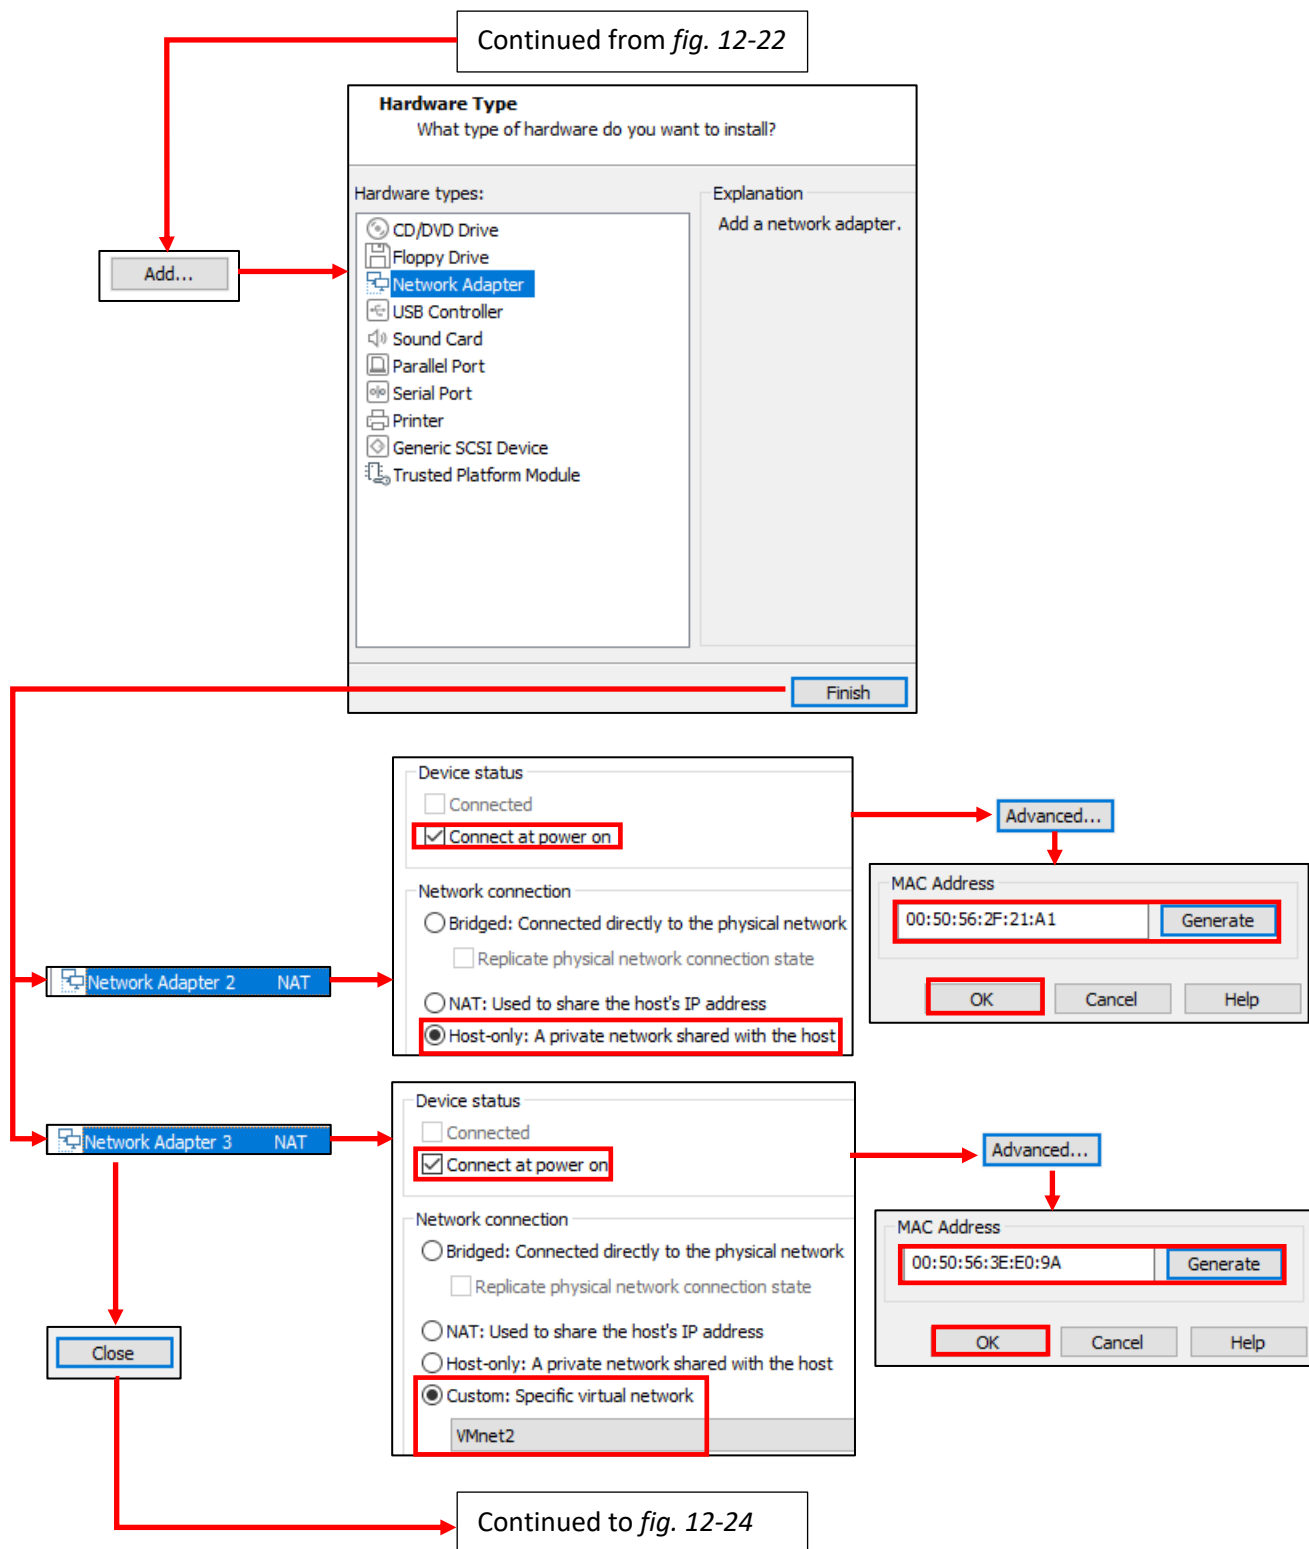 Continued from fig. 12-22
Hardware Type
What type of hardware do you want to install?
Hardware types:
Explanation
CD/DVD Drive
Add a network adapter.
Floppy Drive
Add...
Network Adapter
USB Controller
Sound Card
Parallel Port
Serial Port
Printer
Generic SCSI Device
Trusted Platform Module
Finish
Device status
Connected
Connect at power on
Advanced...
Network connection
Bridged: Connected directly to the physical network
Replicate physical network connection state
NAT: Used to share the host's IP address
Host-only: A private network shared with the host
MAC Address
00:50:56:2F:21:A1
Generate
OK Cancel Help
Network Adapter 2 NAT
Device status
Connected
Connect at power on
Advanced...
Network Adapter 3 NAT
Network connection
Bridged: Connected directly to the physical network
Replicate physical network connection state
NAT: Used to share the host's IP address
Host-only: A private network shared with the host
Custom: Specific virtual network
VMnet2
MAC Address
00:50:56:3E:E0:9A
Generate
OK Cancel Help
Close
Continued to fig. 12-24